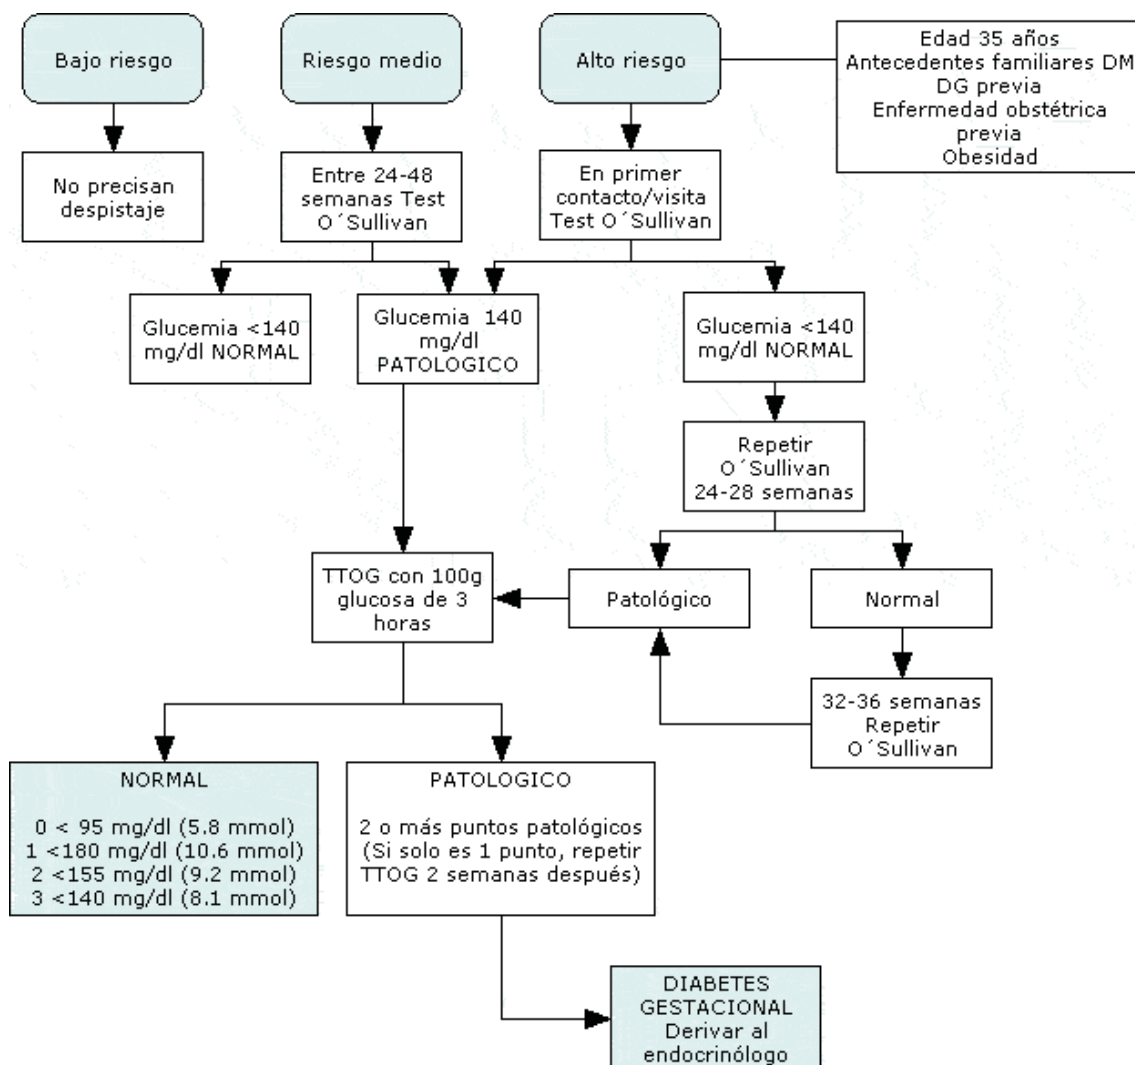 Bajo riesgo
Riesgo medio
Alto riesgo
Edad 35 años
Antecedentes familiares DM
DG previa
Enfermedad obstétrica
previa
Obesidad
No precisan
despistaje
Entre 24-48
semanas Test
O´Sullivan
En primer
contacto/visita
Test O´Sullivan
Glucemia <140
mg/dl NORMAL
Glucemia 140
mg/dl
PATOLOGICO
Glucemia <140
mg/dl NORMAL
Repetir
O´Sullivan
24-28 semanas
TTOG con 100g
glucosa de 3
horas
Patológico
Normal
32-36 semanas
Repetir
O´Sullivan
NORMAL
0 < 95 mg/dl (5.8 mmol)
1 <180 mg/dl (10.6 mmol)
2 <155 mg/dl (9.2 mmol)
3 <140 mg/dl (8.1 mmol)
PATOLOGICO
2 o más puntos patológicos
(Si solo es 1 punto, repetir
TTOG 2 semanas después)
DIABETES
GESTACIONAL
Derivar al
endocrinólogo